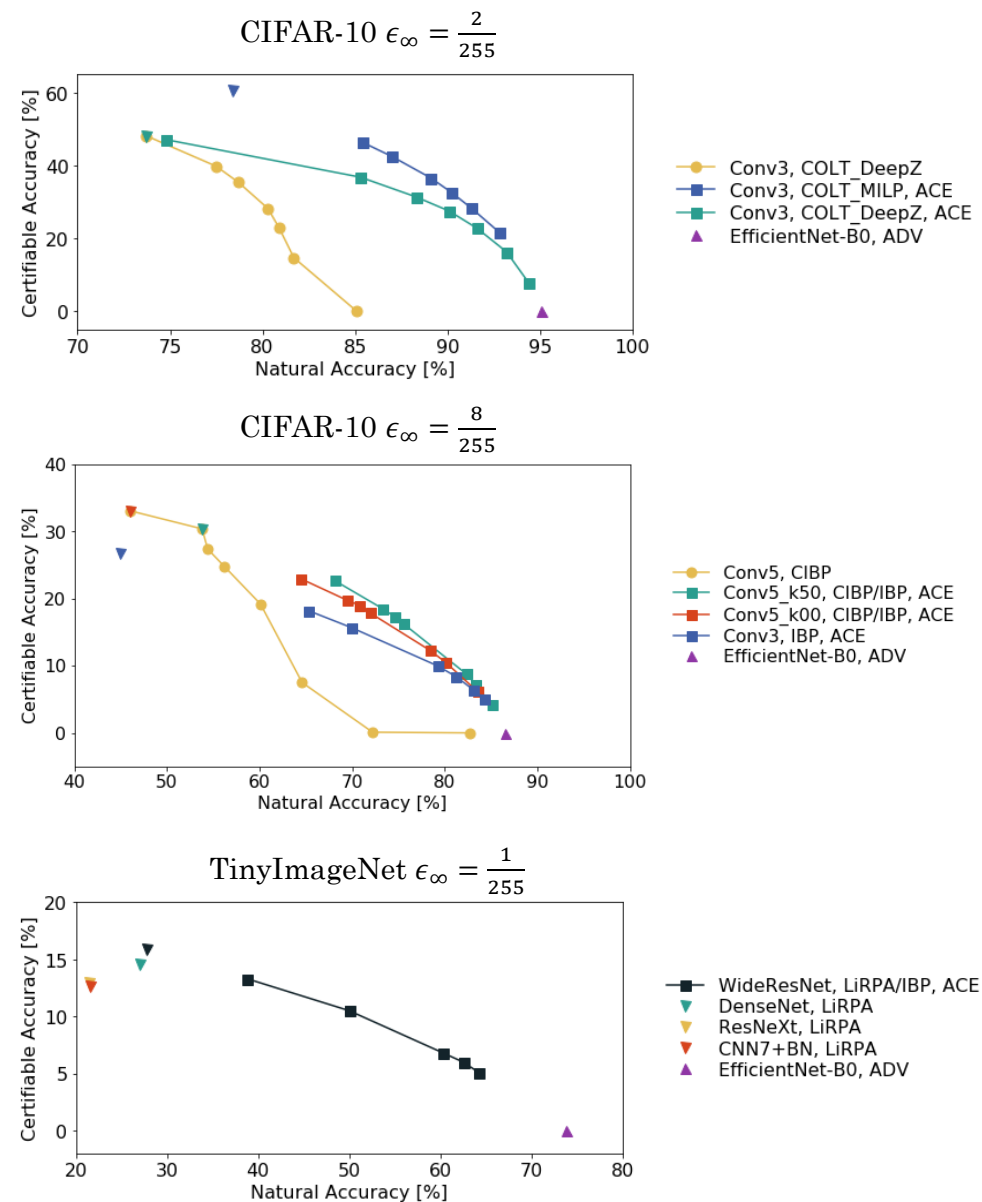 CIFAR-10 ϵ∞ = 2/255
Certifiable Accuracy [%]
60
40
20
0
70 75 80 85 90 95 100
Natural Accuracy [%]
Conv3, COLT_DeepZ
Conv3, COLT_MILP, ACE
Conv3, COLT_DeepZ, ACE
EfficientNet-B0, ADV
CIFAR-10 ϵ∞ = 8/255
Certifiable Accuracy [%]
40
30
20
10
0
40 50 60 70 80 90 100
Natural Accuracy [%]
Conv5, CIBP
Conv5_k50, CIBP/IBP, ACE
Conv5_k00, CIBP/IBP, ACE
Conv3, IBP, ACE
EfficientNet-B0, ADV
TinyImageNet ϵ∞ = 1/255
Certifiable Accuracy [%]
20
15
10
5
0
20 30 40 50 60 70 80
Natural Accuracy [%]
WideResNet, LiRPA/IBP, ACE
DenseNet, LiRPA
ResNeXt, LiRPA
CNN7+BN, LiRPA
EfficientNet-B0, ADV